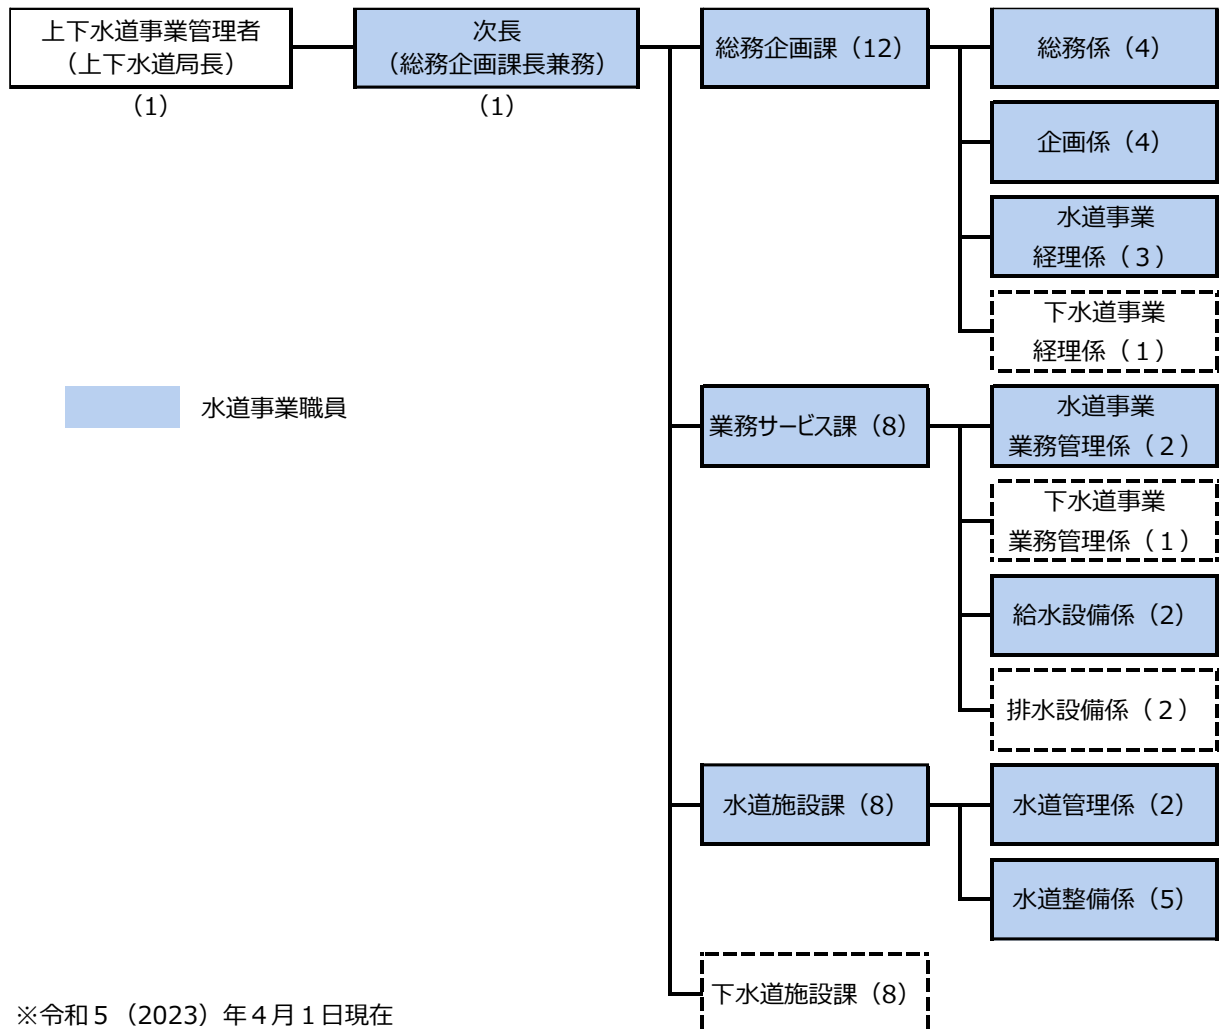 上下水道事業管理者
（上下水道局長）
（1）
次長
（総務企画課長兼務）
（1）
総務企画課（12）
総務係（4）
企画係（4）
水道事業
経理係（３）
下水道事業
経理係（１）
水道事業職員
業務サービス課（8）
水道事業
業務管理係（２）
下水道事業
業務管理係（１）
給水設備係（2）
排水設備係（２）
水道施設課（8）
水道管理係（2）
水道整備係（5）
下水道施設課（8）
※令和５（2023）年４月１日現在